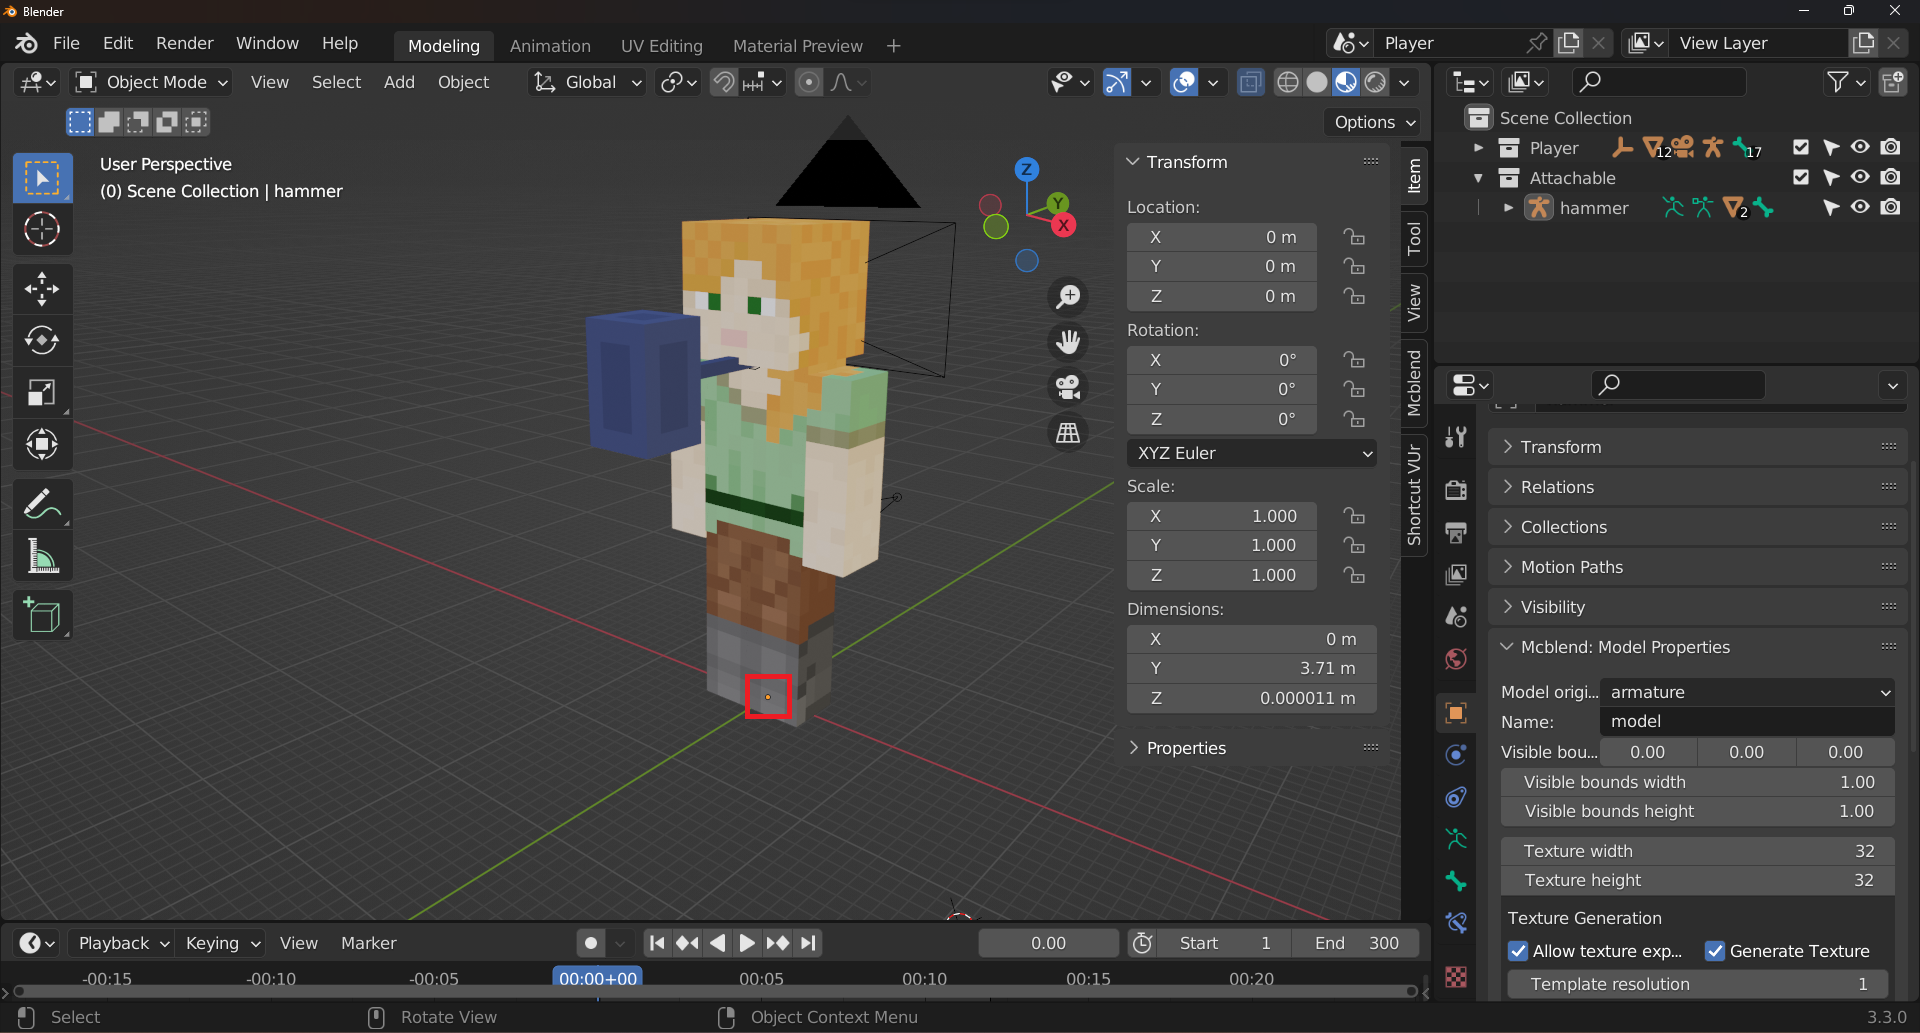 Blender
File Edit Render Window Help Modeling Animation UV Editing Material Preview + Player View Layer
Object Mode View Select Add Object Global
Options
User Perspective
(0) Scene Collection | hammer
Z
Y
X
Transform
Location:
X 0 m
Y 0 m
Z 0 m
Rotation:
X 0°
Y 0°
Z 0°
XYZ Euler
Scale:
X 1.000
Y 1.000
Z 1.000
Dimensions:
X 0 m
Y 3.71 m
Z 0.000011 m
Properties
Item
Tool
View
Mcblend
Shortcut VUr
Scene Collection
Player 12 17
Attachable
hammer 2
Transform
Relations
Collections
Motion Paths
Visibility
Mcblend: Model Properties
Model origi... armature
Name: model
Visible bou... 0.00 0.00 0.00
Visible bounds width 1.00
Visible bounds height 1.00
Texture width 32
Texture height 32
Texture Generation
Allow texture exp... Generate Texture
Template resolution 1
Playback Keying View Marker 0.00 Start 1 End 300
-00:15 -00:10 -00:05 00:00+00 00:05 00:10 00:15 00:20
Select Rotate View Object Context Menu 3.3.0